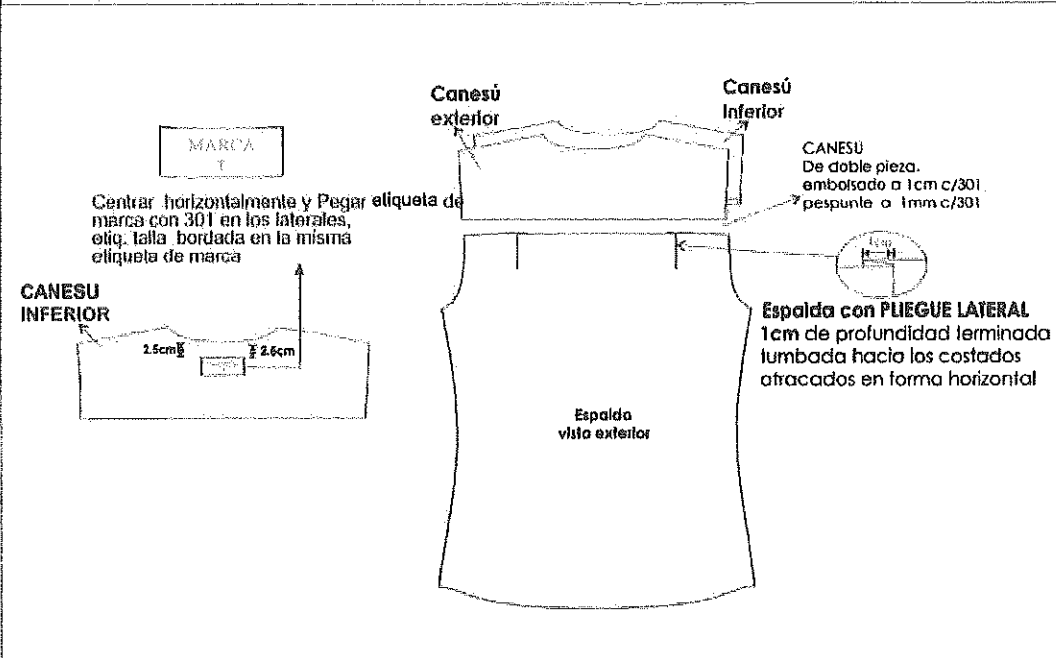 Canesú
exterior
Canesú
Inferior
MARCA
T
CANESU
De doble pieza.
embolsado a 1cm c/301
pespunte a 1mm c/301
Centrar horizontalmente y Pegar etiqueta de
marca con 301 en los laterales,
etiq. talla bordada en la misma
etiqueta de marca
1cm
CANESU
INFERIOR
2.5cm
2.5cm
Espalda con PLIEGUE LATERAL
1cm de profundidad terminada
tumbada hacia los costados
atracados en forma horizontal
Espalda
vista exterior